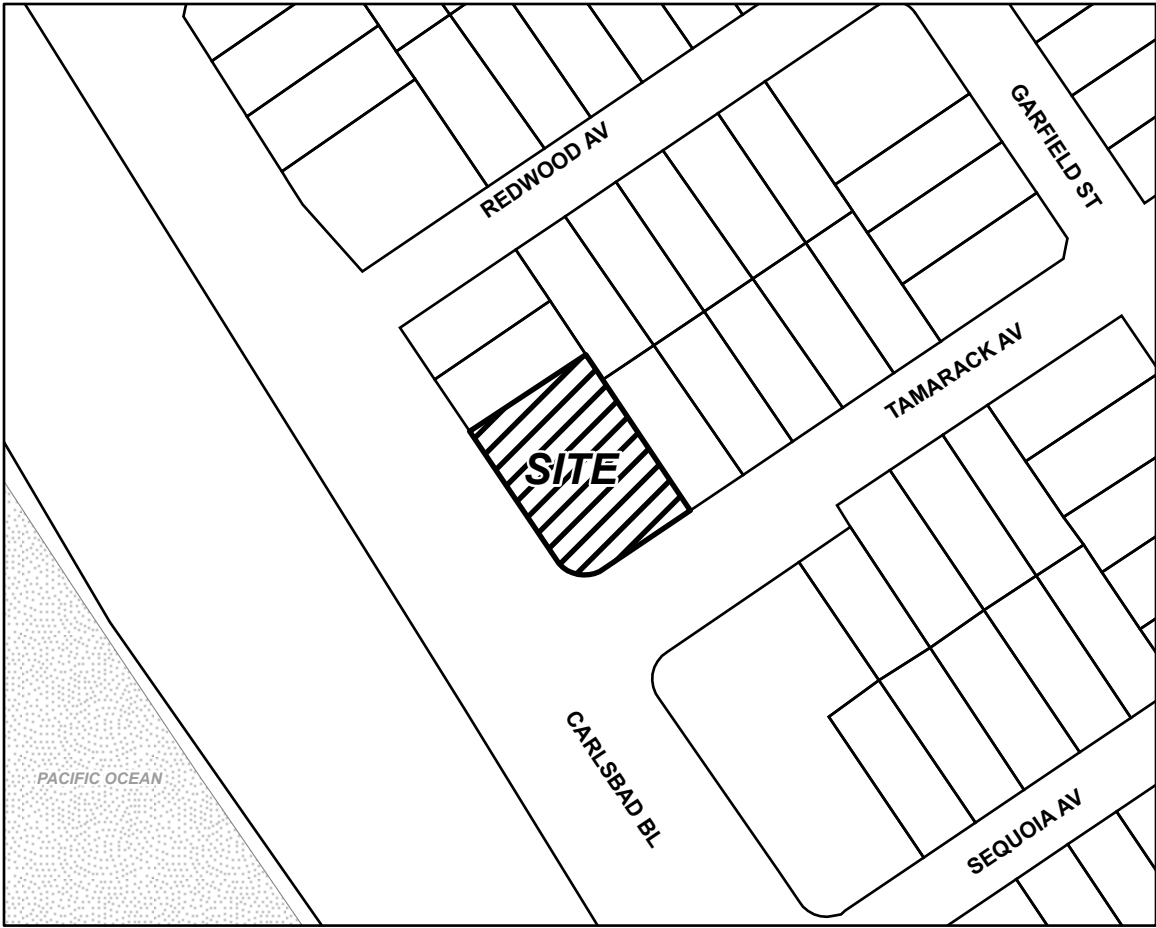 GARFIELD ST
REDWOOD AV
TAMARACK AV
SITE
CARLSBAD BL
PACIFIC OCEAN
SEQUOIA AV